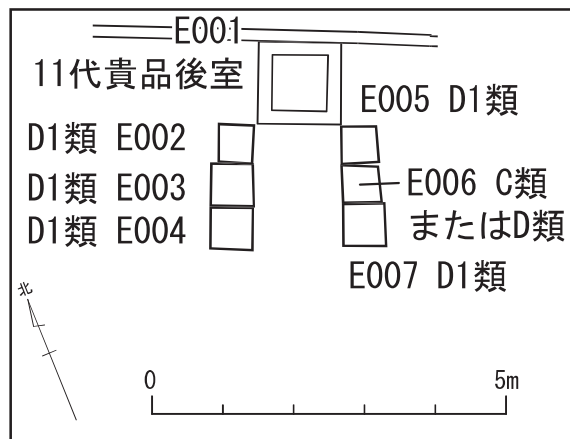 E001
11代貴品後室
E005 D1類
D1類 E002
D1類 E003
E006 C類
またはD類
D1類 E004
E007 D1類
北
0
5m